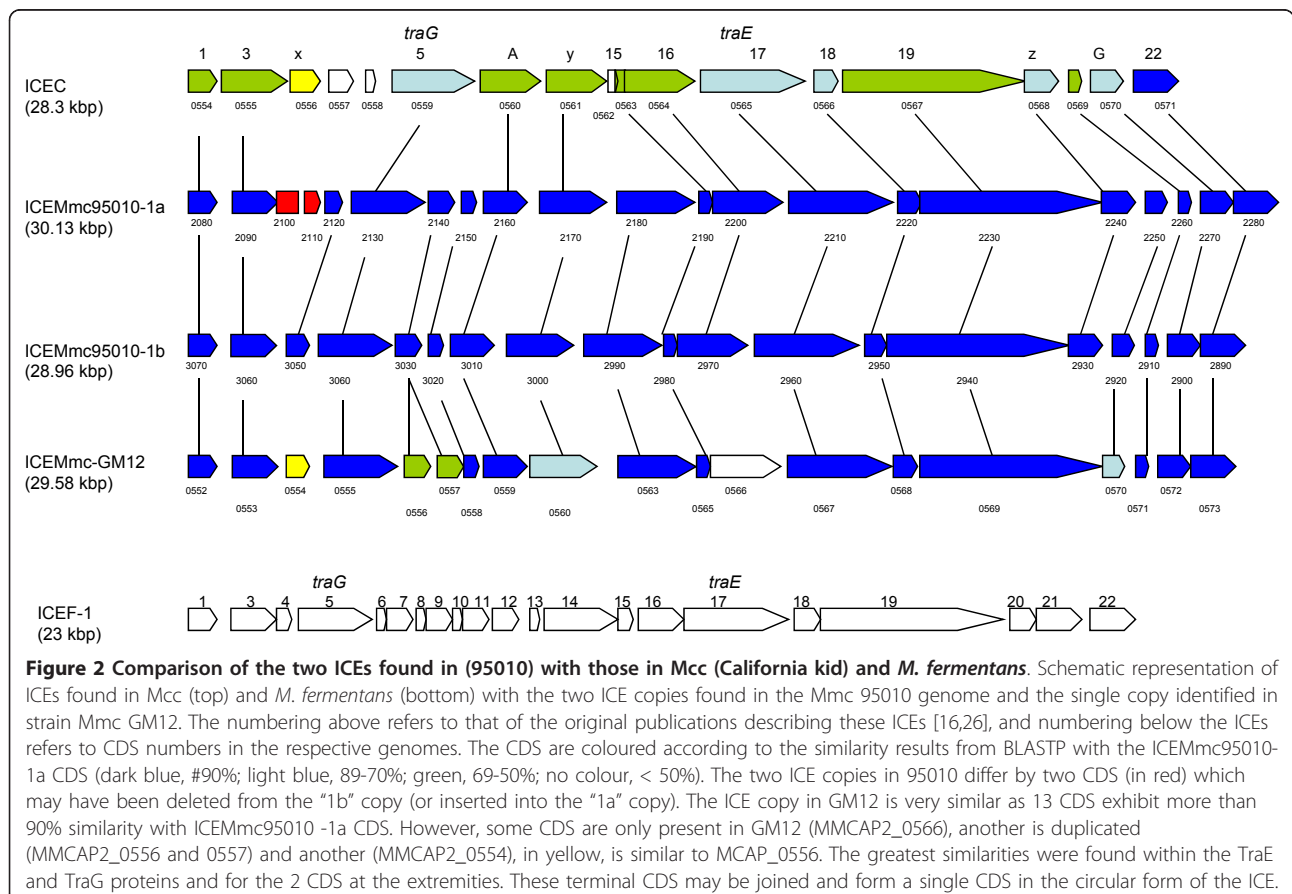 traG traE
1 3 x 5 A y 15 16 17 18 19 z G 22
ICEC
(28.3 kbp)
0554 0555 0556 0557 0558 0559 0560 0561 0562 0563 0564 0565 0566 0567 0568 0569 0570 0571
ICEMmc95010-1a
(30.13 kbp)
2080 2090 2100 2110 2120 2130 2140 2150 2160 2170 2180 2190 2200 2210 2220 2230 2240 2250 2260 2270 2280
ICEMmc95010-1b
(28.96 kbp)
3070 3060 3050 3060 3030 3020 3010 3000 2990 2980 2970 2960 2950 2940 2930 2920 2910 2900 2890
ICEMmc-GM12
(29.58 kbp)
0552 0553 0554 0555 0556 0557 0558 0559 0560 0563 0565 0566 0567 0568 0569 0570 0571 0572 0573
traG traE
ICEF-1
(23 kbp)
1 3 4 5 6 7 8 9 10 11 12 13 14 15 16 17 18 19 20 21 22
Figure 2 Comparison of the two ICEs found in (95010) with those in Mcc (California kid) and M. fermentans. Schematic representation of
ICEs found in Mcc (top) and M. fermentans (bottom) with the two ICE copies found in the Mmc 95010 genome and the single copy identified in
strain Mmc GM12. The numbering above refers to that of the original publications describing these ICEs [16,26], and numbering below the ICEs
refers to CDS numbers in the respective genomes. The CDS are coloured according to the similarity results from BLASTP with the ICEMmc95010-
1a CDS (dark blue, #90%; light blue, 89-70%; green, 69-50%; no colour, < 50%). The two ICE copies in 95010 differ by two CDS (in red) which
may have been deleted from the “1b” copy (or inserted into the “1a” copy). The ICE copy in GM12 is very similar as 13 CDS exhibit more than
90% similarity with ICEMmc95010 -1a CDS. However, some CDS are only present in GM12 (MMCAP2_0566), another is duplicated
(MMCAP2_0556 and 0557) and another (MMCAP2_0554), in yellow, is similar to MCAP_0556. The greatest similarities were found within the TraE
and TraG proteins and for the 2 CDS at the extremities. These terminal CDS may be joined and form a single CDS in the circular form of the ICE.